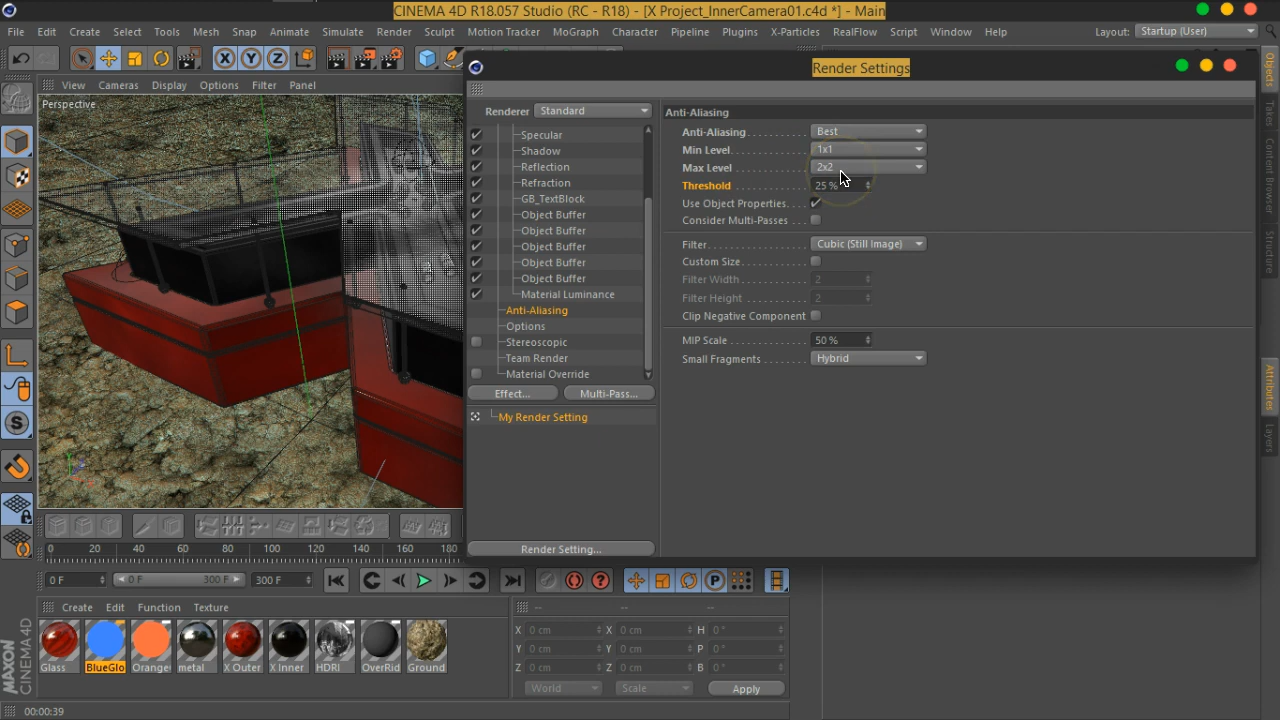 CINEMA 4D R18.057 Studio (RC - R18) - [X Project_InnerCamera01.c4d *] - Main
File Edit Create Select Tools Mesh Snap Animate Simulate Render Sculpt Motion Tracker MoGraph Character Pipeline Plugins X-Particles RealFlow Script Window Help Layout: Startup (User)
X Y Z
View Cameras Display Options Filter Panel
Perspective
Render Settings
Renderer Standard
Specular
Shadow
Reflection
Refraction
GB_TextBlock
Object Buffer
Object Buffer
Object Buffer
Object Buffer
Object Buffer
Material Luminance
Anti-Aliasing
Options
Stereoscopic
Team Render
Material Override
Effect... Multi-Pass...
My Render Setting
Render Setting...
Anti-Aliasing
Anti-Aliasing Best
Min Level 1x1
Max Level 2x2
Threshold 25 %
Use Object Properties
Consider Multi-Passes
Filter Cubic (Still Image)
Custom Size
Filter Width 2
Filter Height 2
Clip Negative Component
MIP Scale 50 %
Small Fragments Hybrid
Objects
Takes
Content Browser
Structure
Attributes
Layers
0 20 40 60 80 100 120 140 160 180
0 F 0 F 300 F 300 F
Create Edit Function Texture
Glass BlueGlo Orange metal X Outer X Inner HDRI OverRid Ground
-- -- --
X 0 cm X 0 cm H 0 °
Y 0 cm Y 0 cm P 0 °
Z 0 cm Z 0 cm B 0 °
World Scale Apply
MAXON
CINEMA 4D
00:00:39